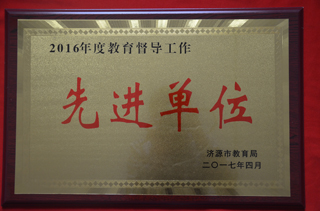 2016年度教育督导工作
先进单位
济源市教育局
二〇一七年四月